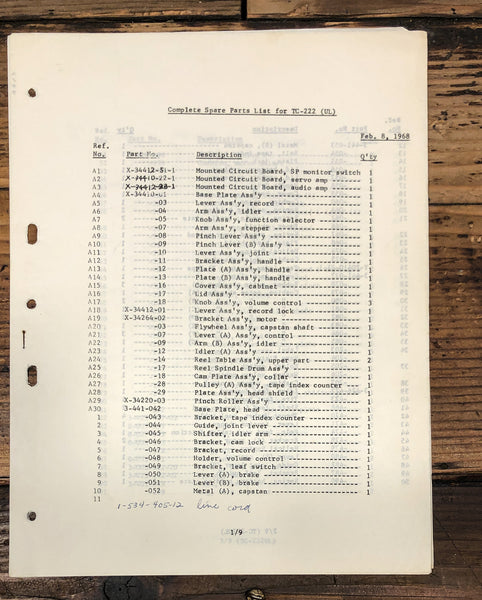 Complete Spare Parts List for TC-222 (UL)
Feb. 8, 1968
Ref.
No. Part No. Description Q'ty
A1 X-34412-51-1 Mounted Circuit Board, SP monitor switch 1
A2 X-34410-22-1 Mounted Circuit Board, servo amp 1
A3 X-34412-23-1 Mounted Circuit Board, audio amp 1
A4 X-34410-01 Base Plate Ass'y 1
A5 -03 Lever Ass'y, record 1
A6 -04 Arm Ass'y, idler 1
A7 -05 Knob Ass'y, function selector 1
A8 -07 Arm Ass'y, stepper 1
A9 -08 Pinch Lever Ass'y 1
A10 -09 Pinch Lever (B) Ass'y 1
A11 -10 Lever Ass'y, joint 1
A12 -11 Bracket Ass'y, handle 1
A13 -12 Plate (A) Ass'y, handle 1
A14 -13 Plate (B) Ass'y, handle 1
A15 -16 Cover Ass'y, cabinet 1
A16 -17 Lid Ass'y 1
A17 -18 Knob Ass'y, volume control 3
A18 X-34412-01 Lever Ass'y, record lock 1
A19 X-34264-02 Bracket Ass'y, motor 1
A20 -03 Flywheel Ass'y, capstan shaft 1
A21 -07 Lever (A) Ass'y, control 1
A22 -09 Arm (B) Ass'y, idler 1
A23 -12 Idler (A) Ass'y 1
A24 -14 Reel Table Ass'y, upper part 2
A25 -17 Reel Spindle Drum Ass'y 1
A26 -18 Cam Plate Ass'y, collar 1
A27 -28 Pulley (A) Ass'y, tape index counter 1
A28 -29 Plate Ass'y, head shield 1
A29 X-34220-03 Pinch Roller Ass'y 1
A30 3-441-042 Base Plate, head 1
1 -043 Bracket, tape index counter 1
2 -044 Guide, joint lever 1
3 -045 Shifter, idler arm 1
4 -046 Bracket, cam lock 1
5 -047 Bracket, record 1
6 -048 Holder, volume control 1
7 -049 Bracket, leaf switch 1
8 -050 Lever (A), brake 1
9 -051 Lever (B), brake 1
10 -052 Metal (A), capstan 1
11
1-534-405-12 line cord
1/9